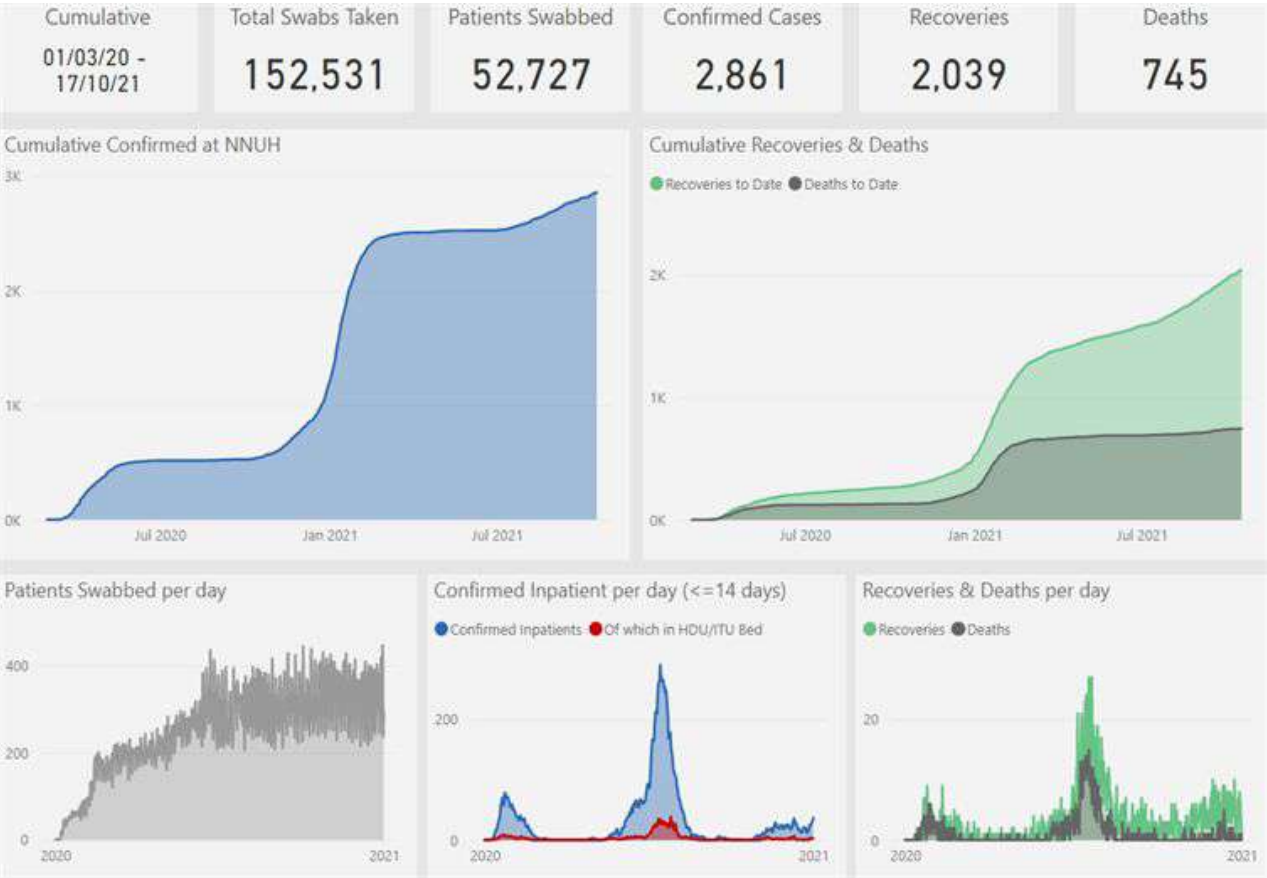 Cumulative
01/03/20 -
17/10/21
Total Swabs Taken
152,531
Patients Swabbed
52,727
Confirmed Cases
2,861
Recoveries
2,039
Deaths
745
Cumulative Confirmed at NNUH
3K
2K
1K
0K
Jul 2020
Jan 2021
Jul 2021
Cumulative Recoveries & Deaths
Recoveries to Date
Deaths to Date
2K
1K
0K
Jul 2020
Jan 2021
Jul 2021
Patients Swabbed per day
400
200
0
2020
2021
Confirmed Inpatient per day (<=14 days)
Confirmed Inpatients
Of which in HDU/ITU Bed
200
0
2020
2021
Recoveries & Deaths per day
Recoveries
Deaths
20
0
2020
2021